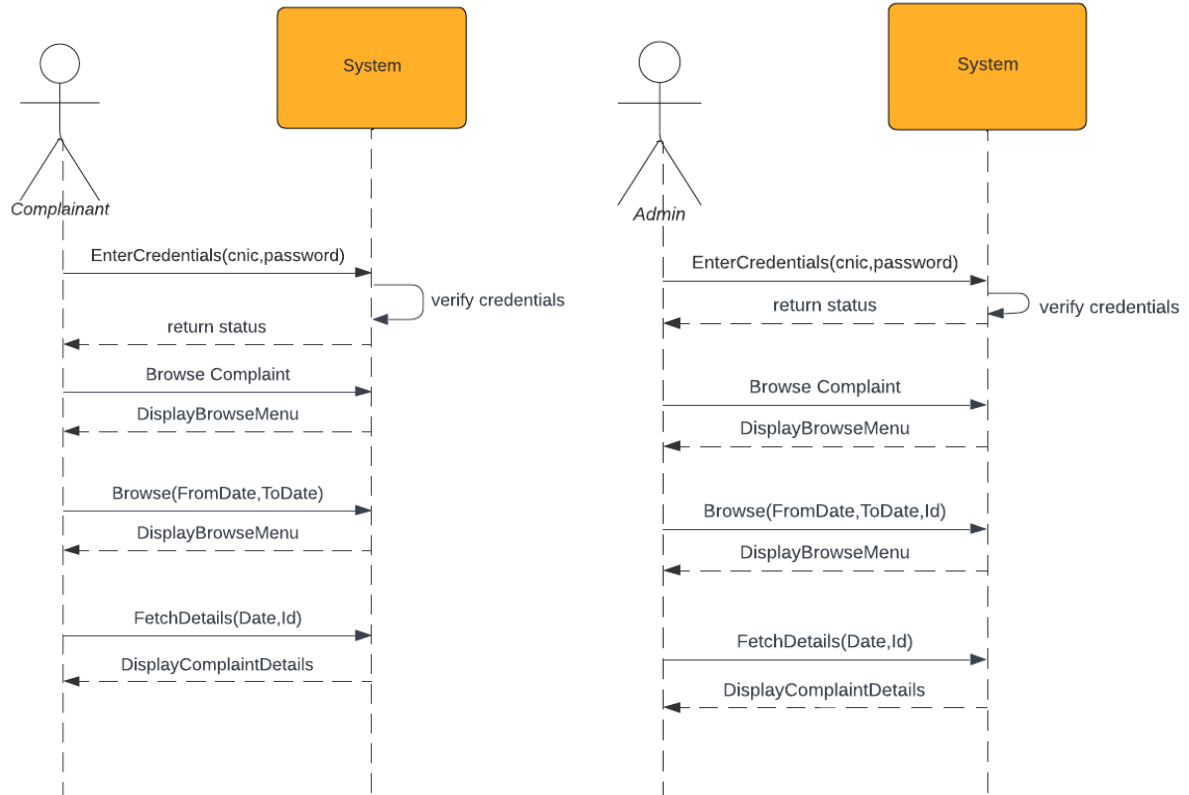 System
Complainant
EnterCredentials(cnic,password)
verify credentials
return status
Browse Complaint
DisplayBrowseMenu
Browse(FromDate,ToDate)
DisplayBrowseMenu
FetchDetails(Date,Id)
DisplayComplaintDetails
System
Admin
EnterCredentials(cnic,password)
verify credentials
return status
Browse Complaint
DisplayBrowseMenu
Browse(FromDate,ToDate,Id)
DisplayBrowseMenu
FetchDetails(Date,Id)
DisplayComplaintDetails